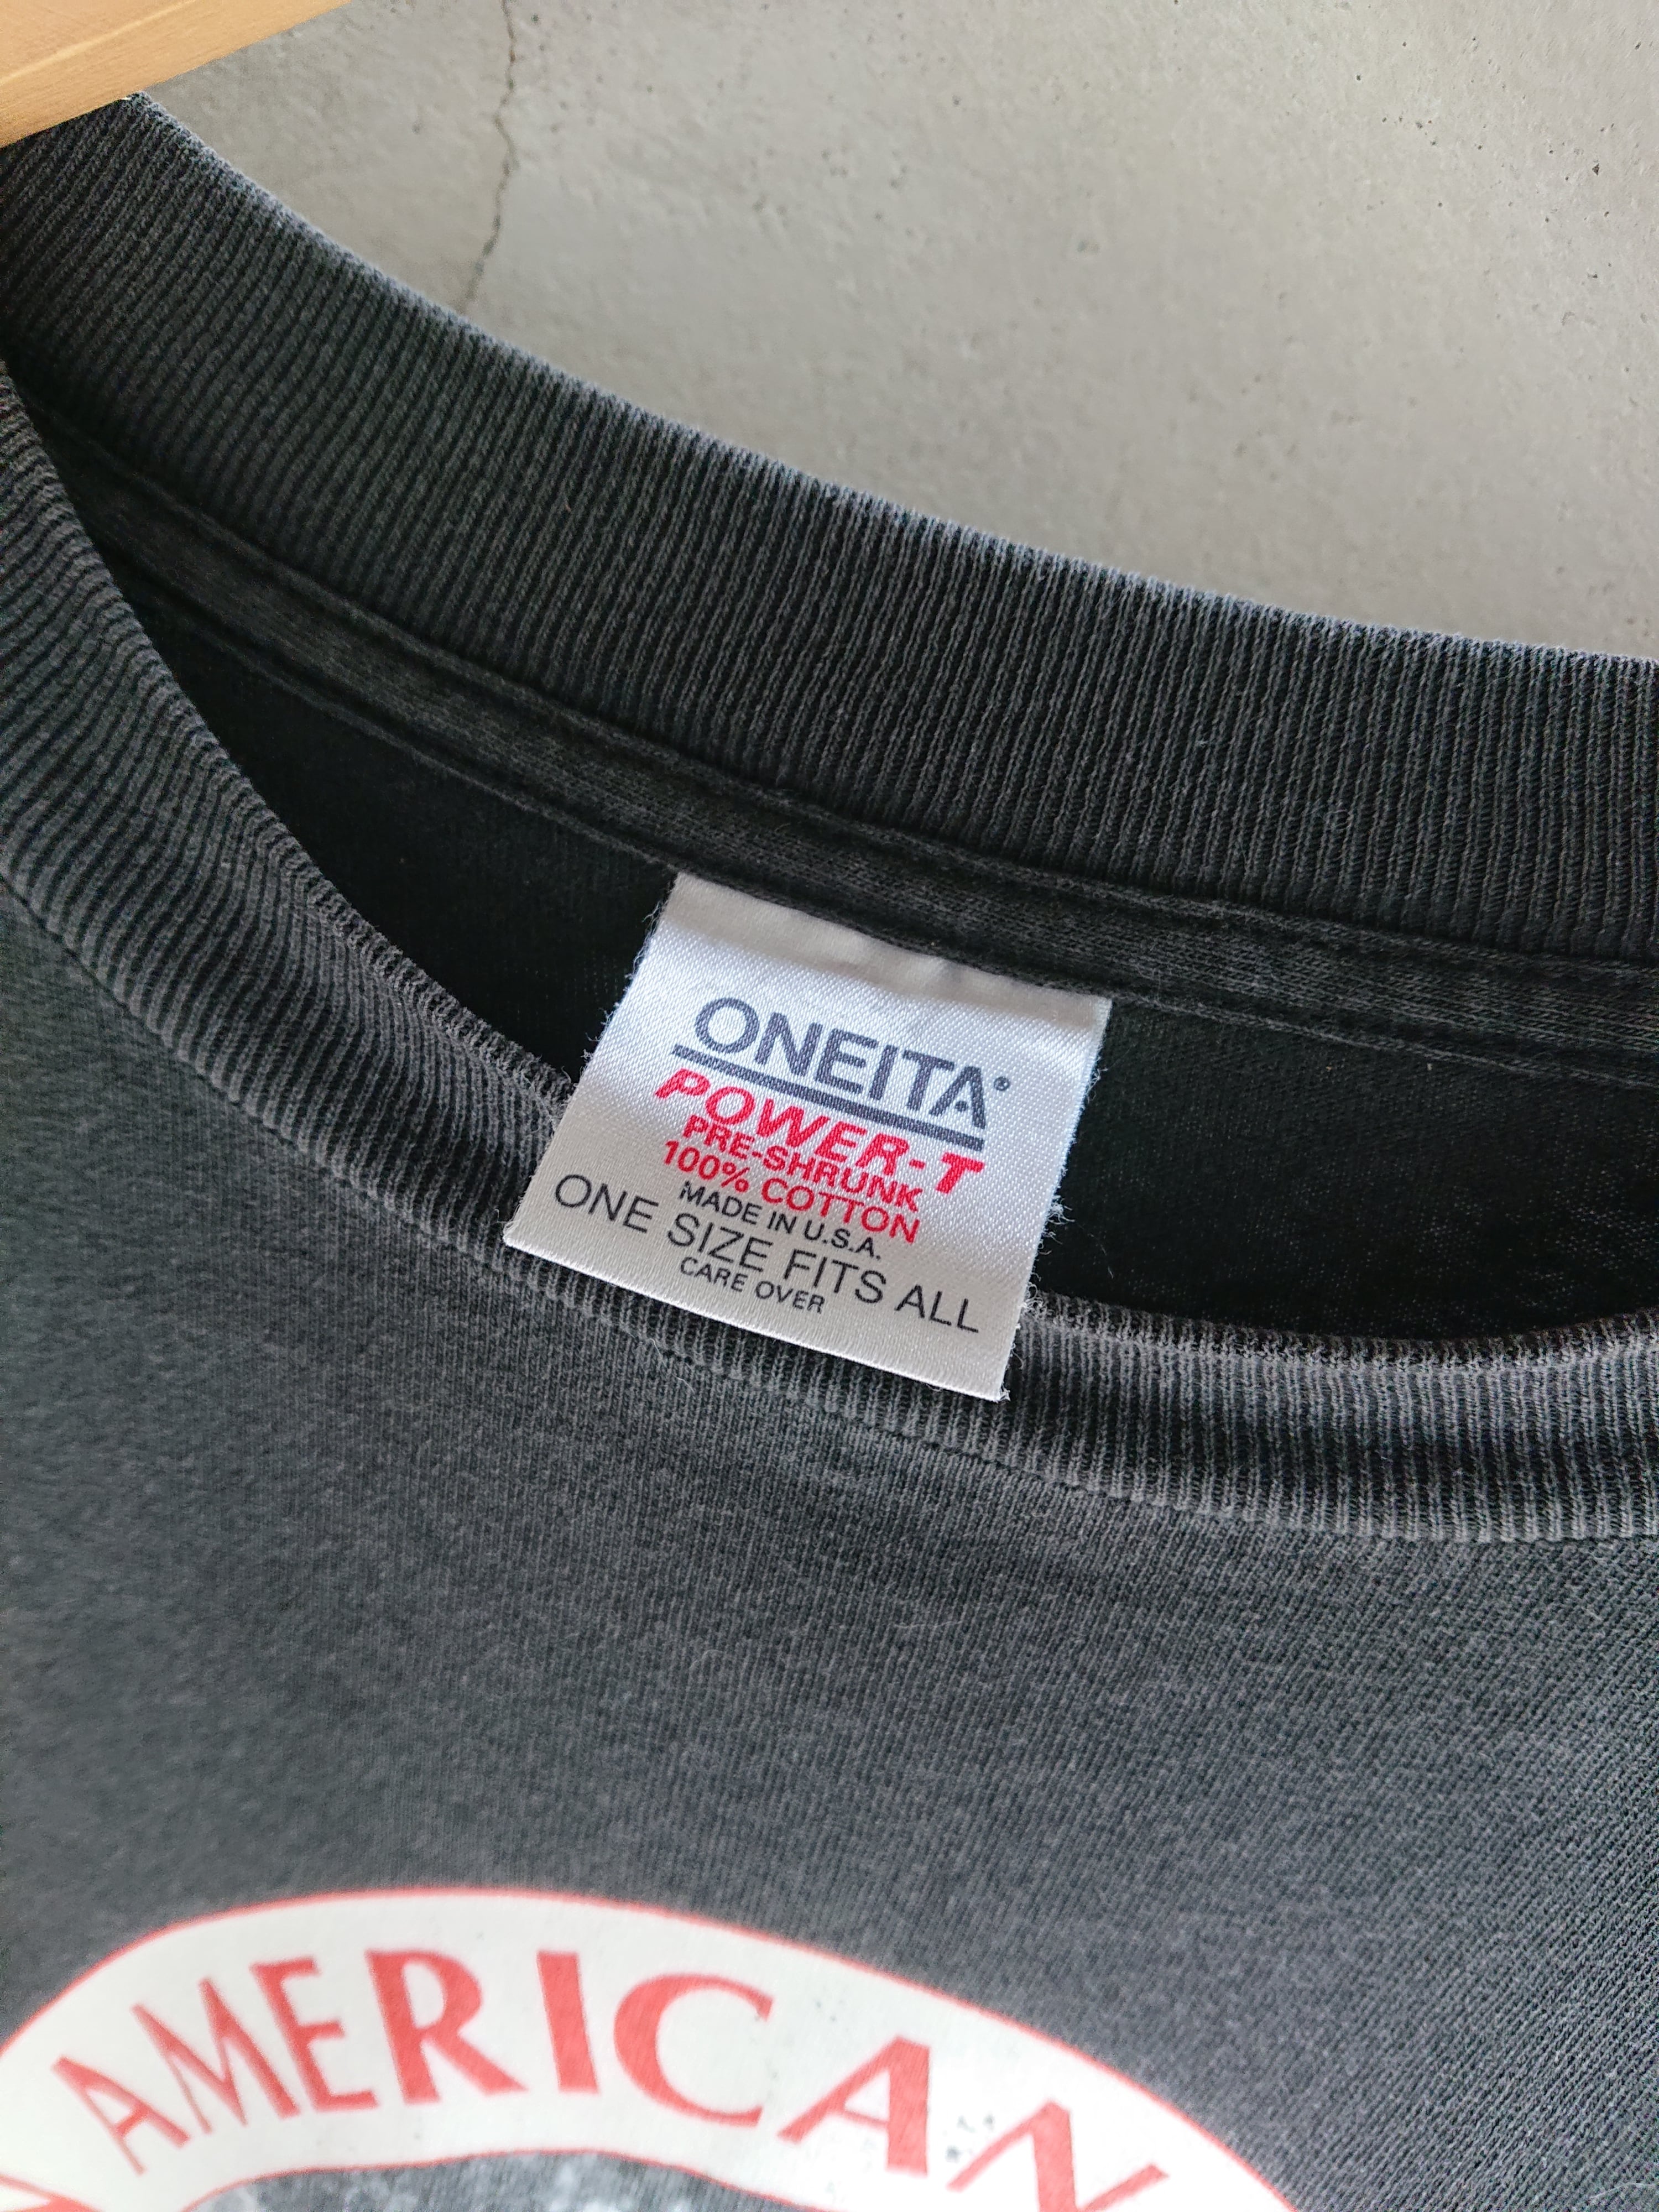 ONEITA®
POWER-T
PRE-SHRUNK
100% COTTON
MADE IN U.S.A.
ONE SIZE FITS ALL
CARE OVER
AMERICAN